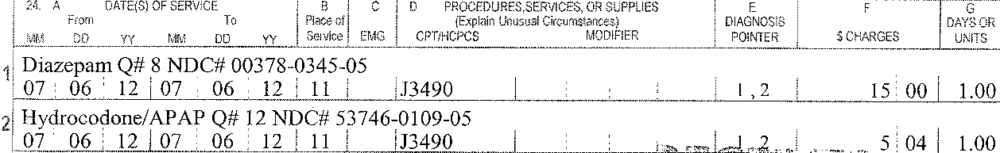 24. A DATE(S) OF SERVICE B C D PROCEDURES, SERVICES, OR SUPPLIES E F G
From To Place of (Explain Unusual Circumstances) DIAGNOSIS DAYS OR
MM DD YY MM DD YY Service EMG CPT/HCPCS MODIFIER POINTER $ CHARGES UNITS
1 Diazepam Q# 8 NDC# 00378-0345-05
07 06 12 07 06 12 11 J3490 1,2 15 00 1.00
2 Hydrocodone/APAP Q# 12 NDC# 53746-0109-05
07 06 12 07 06 12 11 J3490 1,2 5 04 1.00